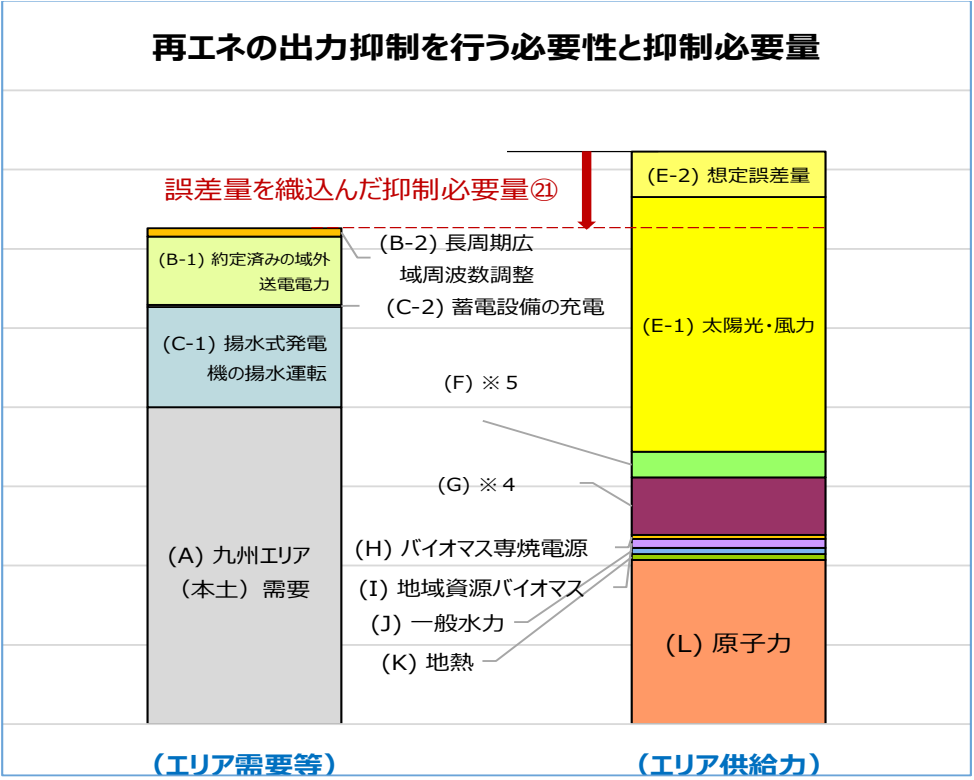 再エネの出力抑制を行う必要性と抑制必要量
誤差量を織込んだ抑制必要量㉑
(B-2) 長周期広
域周波数調整
(B-1) 約定済みの域外
送電電力
(C-2) 蓄電設備の充電
(C-1) 揚水式発電
機の揚水運転
(A) 九州エリア
（本土）需要
(E-2) 想定誤差量
(E-1) 太陽光・風力
(F) ※５
(G) ※４
(H) バイオマス専焼電源
(I) 地域資源バイオマス
(J) 一般水力
(K) 地熱
(L) 原子力
（エリア需要等）
（エリア供給力）